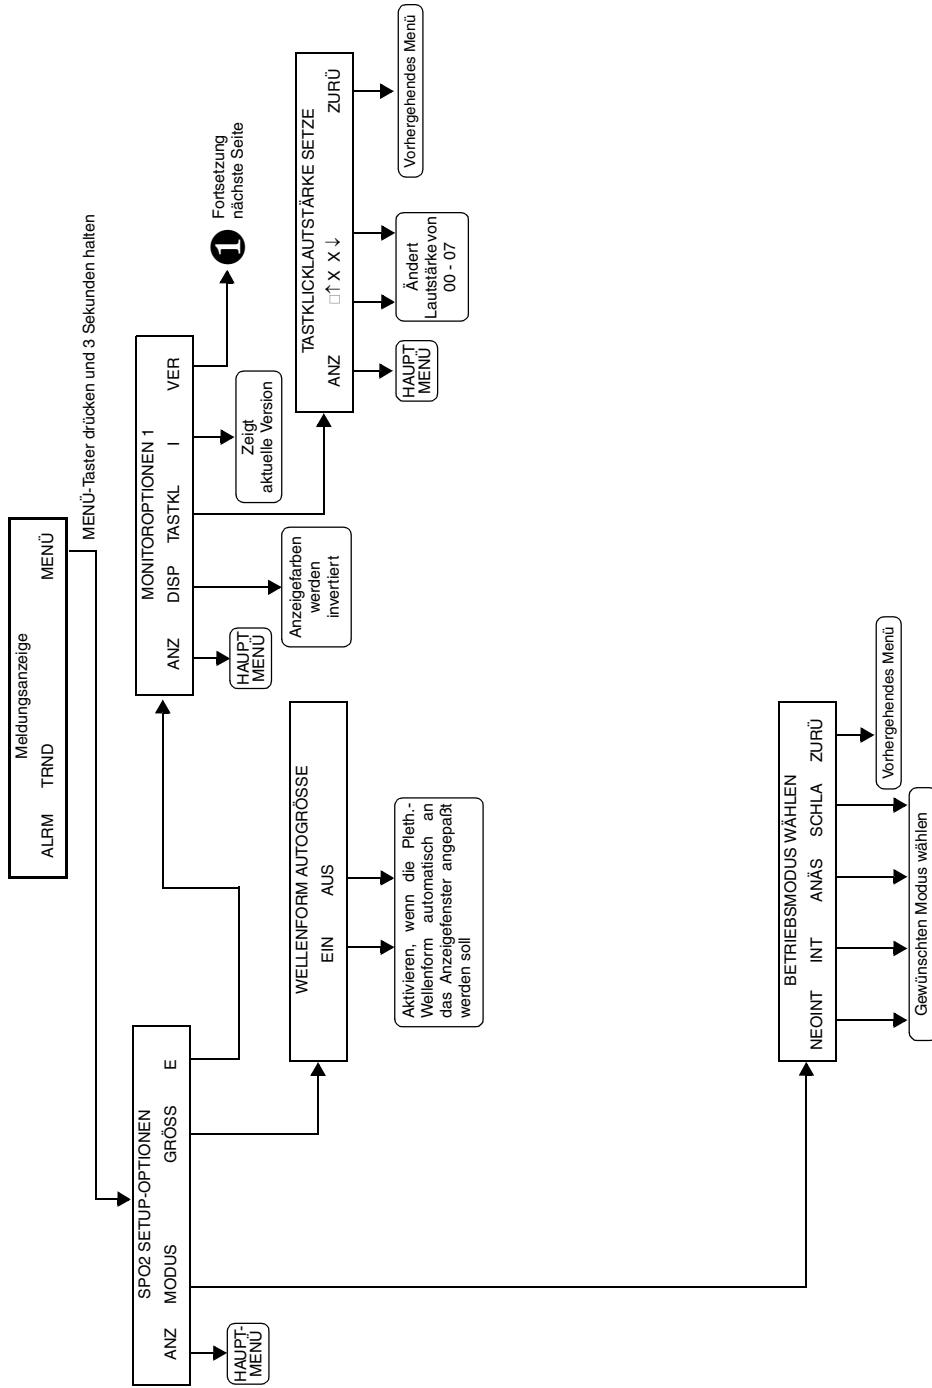 Meldungsanzeige
ALRM TRND MENÜ
MENÜ-Taster drücken und 3 Sekunden halten
SPO2 SETUP-OPTIONEN
ANZ MODUS GRÖSS E
HAUPT-
MENÜ
MONITOROPTIONEN 1
ANZ DISP TASTKL I VER
HAUPT
MENÜ
Anzeigefarben
werden
invertiert
Zeigt
aktuelle Version
1
Fortsetzung
nächste Seite
WELLENFORM AUTOGRÖSSE
EIN AUS
Aktivieren, wenn die Pleth.-
Wellenform automatisch an
das Anzeigefenster angepaßt
werden soll
TASTKLICKLAUTSTÄRKE SETZE
ANZ □↑ X X ↓ ZURÜ
HAUPT
MENÜ
Ändert
Lautstärke von
00 - 07
Vorhergehendes Menü
BETRIEBSMODUS WÄHLEN
NEOINT INT ANÄS SCHLA ZURÜ
Gewünschten Modus wählen
Vorhergehendes Menü